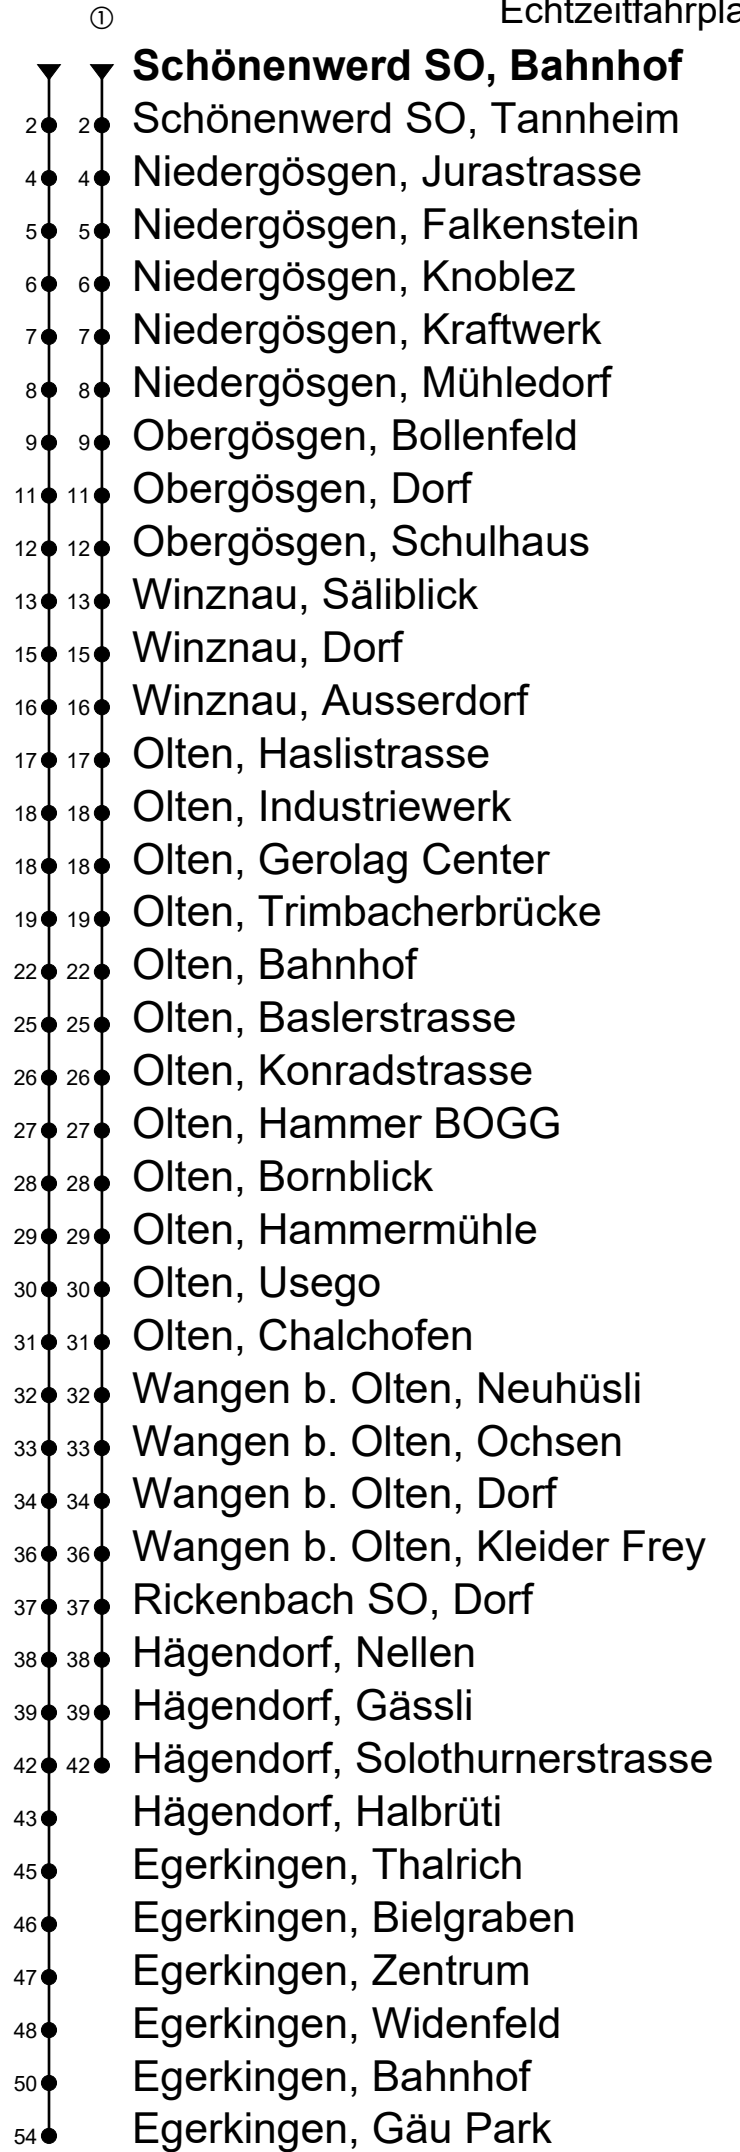 ① Echtzeitfahrpla
Schönenwerd SO, Bahnhof
2 2 Schönenwerd SO, Tannheim
4 4 Niedergösgen, Jurastrasse
5 5 Niedergösgen, Falkenstein
6 6 Niedergösgen, Knoblez
7 7 Niedergösgen, Kraftwerk
8 8 Niedergösgen, Mühledorf
9 9 Obergösgen, Bollenfeld
11 11 Obergösgen, Dorf
12 12 Obergösgen, Schulhaus
13 13 Winznau, Säliblick
15 15 Winznau, Dorf
16 16 Winznau, Ausserdorf
17 17 Olten, Haslistrasse
18 18 Olten, Industriewerk
18 18 Olten, Gerolag Center
19 19 Olten, Trimbacherbrücke
22 22 Olten, Bahnhof
25 25 Olten, Baslerstrasse
26 26 Olten, Konradstrasse
27 27 Olten, Hammer BOGG
28 28 Olten, Bornblick
29 29 Olten, Hammermühle
30 30 Olten, Usego
31 31 Olten, Chalchofen
32 32 Wangen b. Olten, Neuhüsli
33 33 Wangen b. Olten, Ochsen
34 34 Wangen b. Olten, Dorf
36 36 Wangen b. Olten, Kleider Frey
37 37 Rickenbach SO, Dorf
38 38 Hägendorf, Nellen
39 39 Hägendorf, Gässli
42 42 Hägendorf, Solothurnerstrasse
43 Hägendorf, Halbrüti
45 Egerkingen, Thalrich
46 Egerkingen, Bielgraben
47 Egerkingen, Zentrum
48 Egerkingen, Widenfeld
50 Egerkingen, Bahnhof
54 Egerkingen, Gäu Park